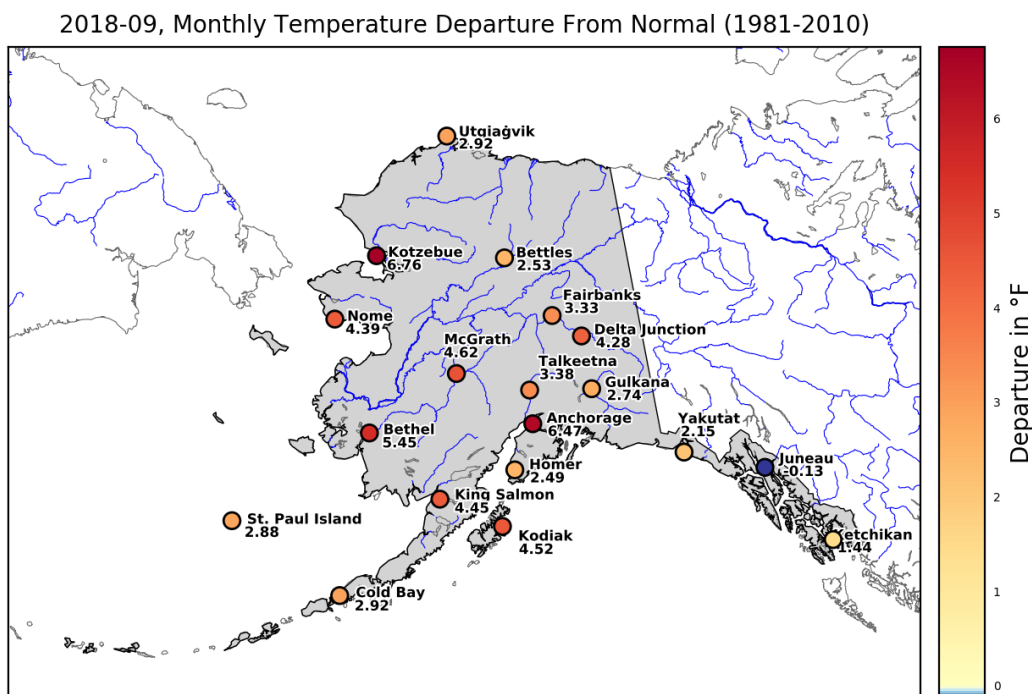 2018-09, Monthly Temperature Departure From Normal (1981-2010)
Utqiaġvik
2.92
Kotzebue
6.76
Bettles
2.53
Fairbanks
3.33
Nome
4.39
Delta Junction
4.28
McGrath
4.62
Talkeetna
3.38
Gulkana
2.74
Anchorage
6.47
Yakutat
2.15
Bethel
5.45
Juneau
-0.13
Homer
2.49
King Salmon
4.45
St. Paul Island
2.88
Kodiak
4.52
etchikan
1.44
Cold Bay
2.92
6
5
4
3
2
1
0
Departure in °F